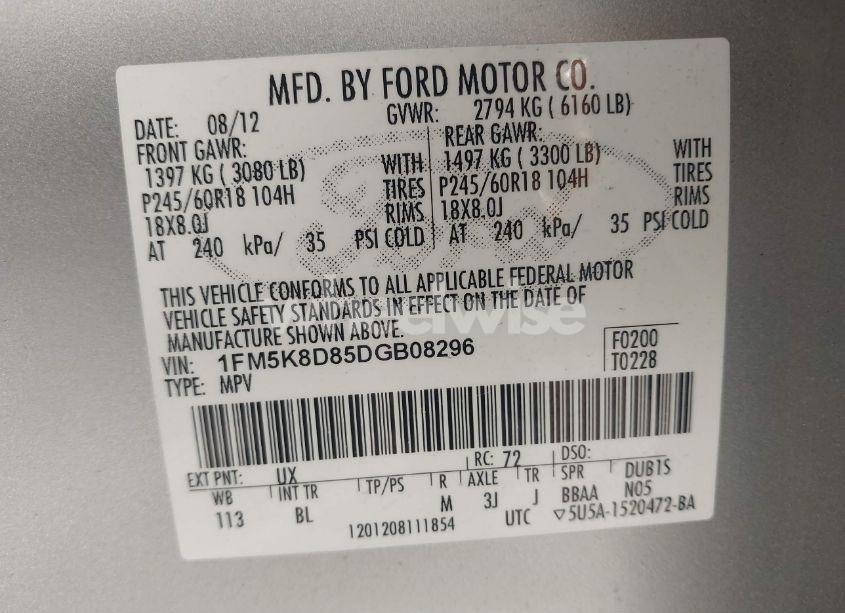 MFD. BY FORD MOTOR CO.
DATE: 08/12 GVWR: 2794 KG ( 6160 LB)
FRONT GAWR: REAR GAWR:
1397 KG ( 3080 LB) WITH 1497 KG ( 3300 LB) WITH
P245/60R18 104H TIRES P245/60R18 104H TIRES
18X8.0J RIMS 18X8.0J RIMS
AT 240 kPa/ 35 PSI COLD AT 240 kPa/ 35 PSI COLD
THIS VEHICLE CONFORMS TO ALL APPLICABLE FEDERAL MOTOR
VEHICLE SAFETY STANDARDS IN EFFECT ON THE DATE OF
MANUFACTURE SHOWN ABOVE.
VIN: 1FM5K8D85DGB08296 F0200
TYPE: MPV T0228
EXT PNT: UX RC: 72 DSO:
WB INT TR TP/PS R AXLE TR SPR DUB1S
113 BL M 3J J BBAA N05
1201208111854 UTC ▽5U5A-1520472-BA